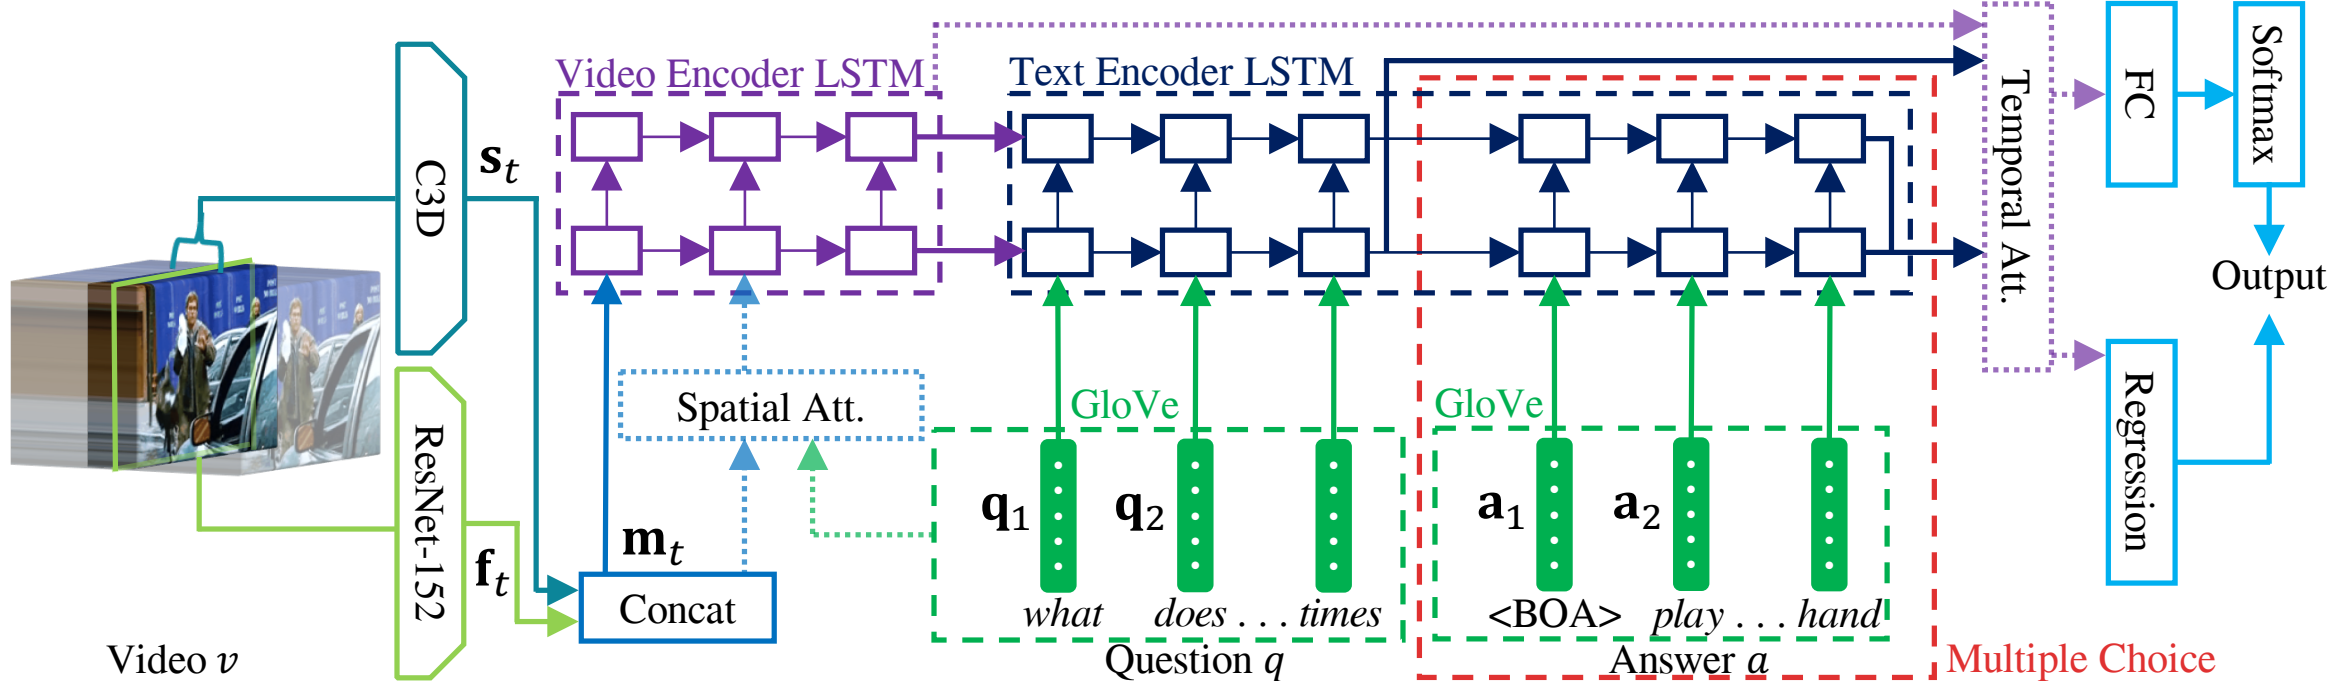 Video Encoder LSTM
Text Encoder LSTM
C3D
s_t
ResNet-152
f_t
Video v
Concat
m_t
Spatial Att.
GloVe
q_1
q_2
what does . . . times
Question q
GloVe
a_1
a_2
<BOA> play . . . hand
Answer a
Multiple Choice
Temporal Att.
FC
Softmax
Output
Regression